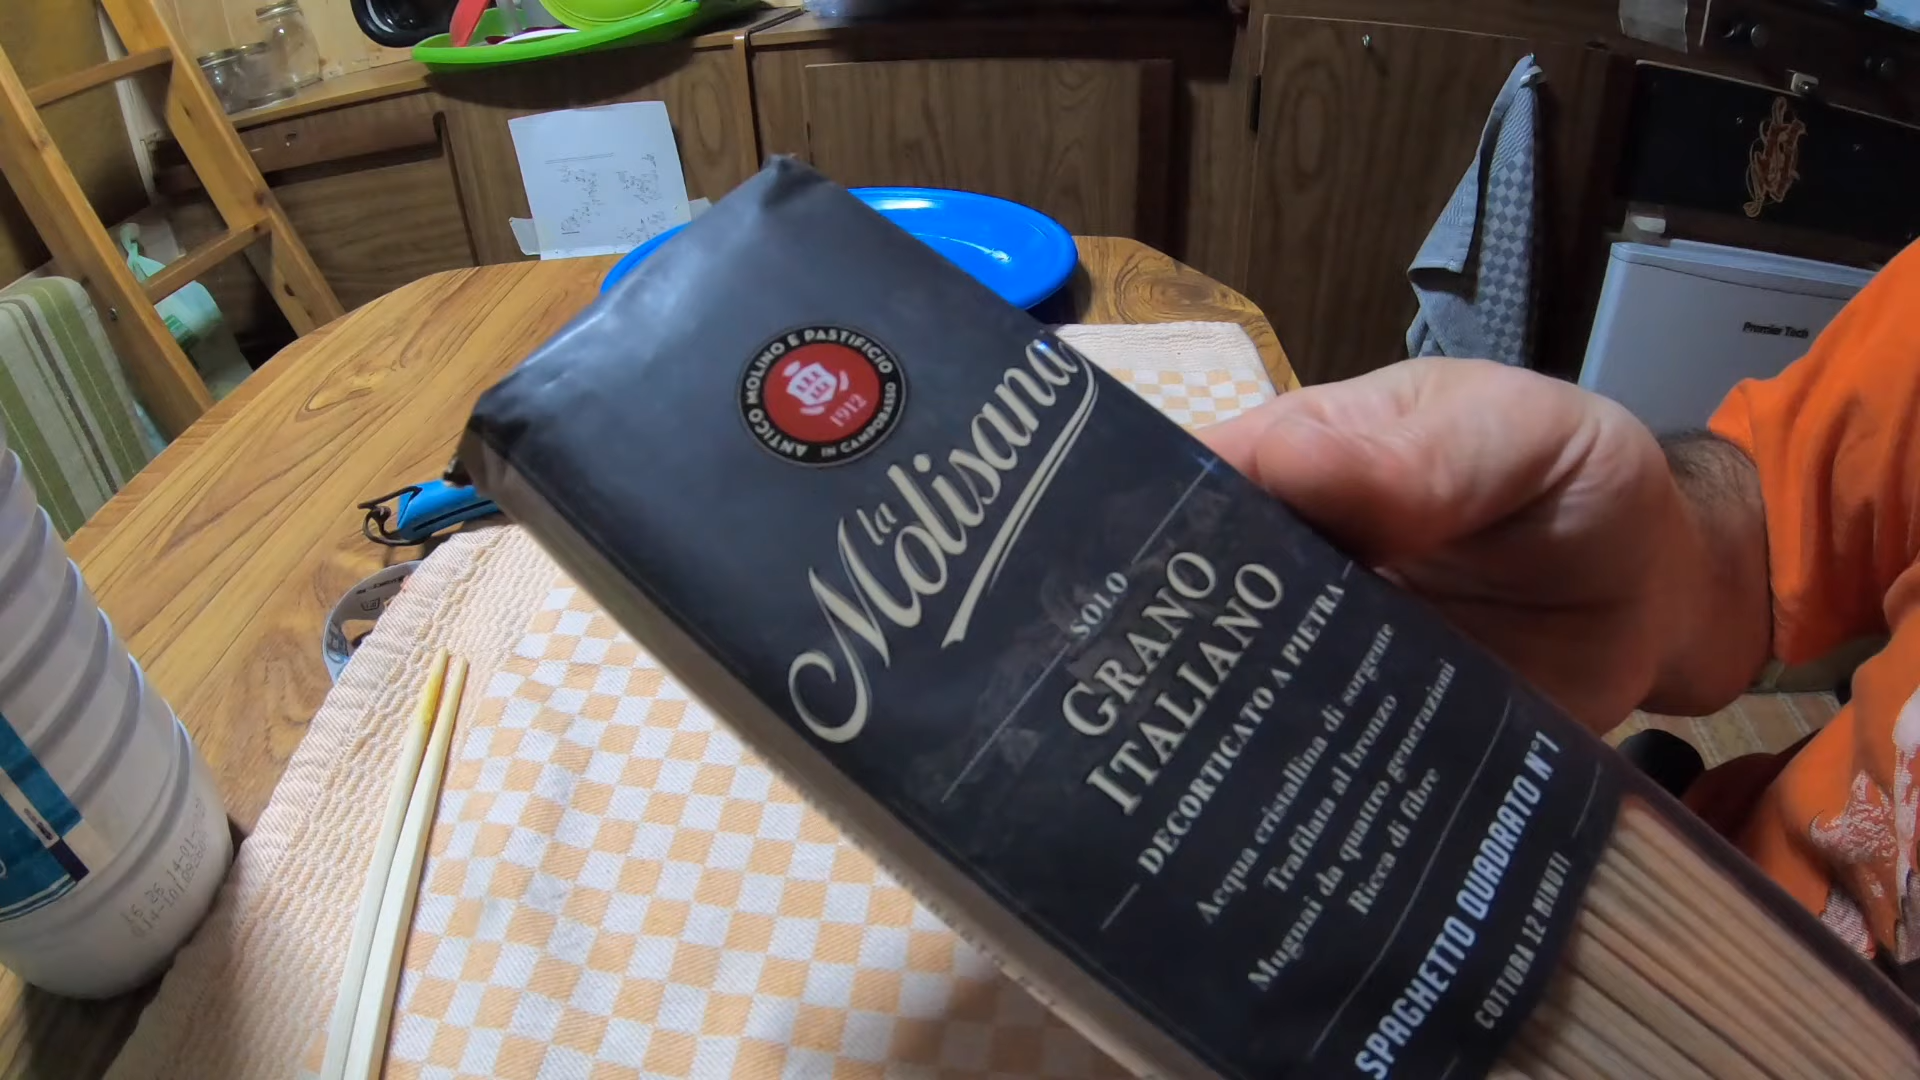 ANTICO MOLINO E PASTIFICIO
1912
IN CAMPOBASSO
la
Molisana
SOLO
GRANO
ITALIANO
DECORTICATO A PIETRA
Acqua cristallina di sorgente
Trafilata al bronzo
Mugnai da quattro generazioni
Ricca di fibre
SPAGHETTO QUADRATO N°1
COTTURA 12 MINUTI
Premier Tech